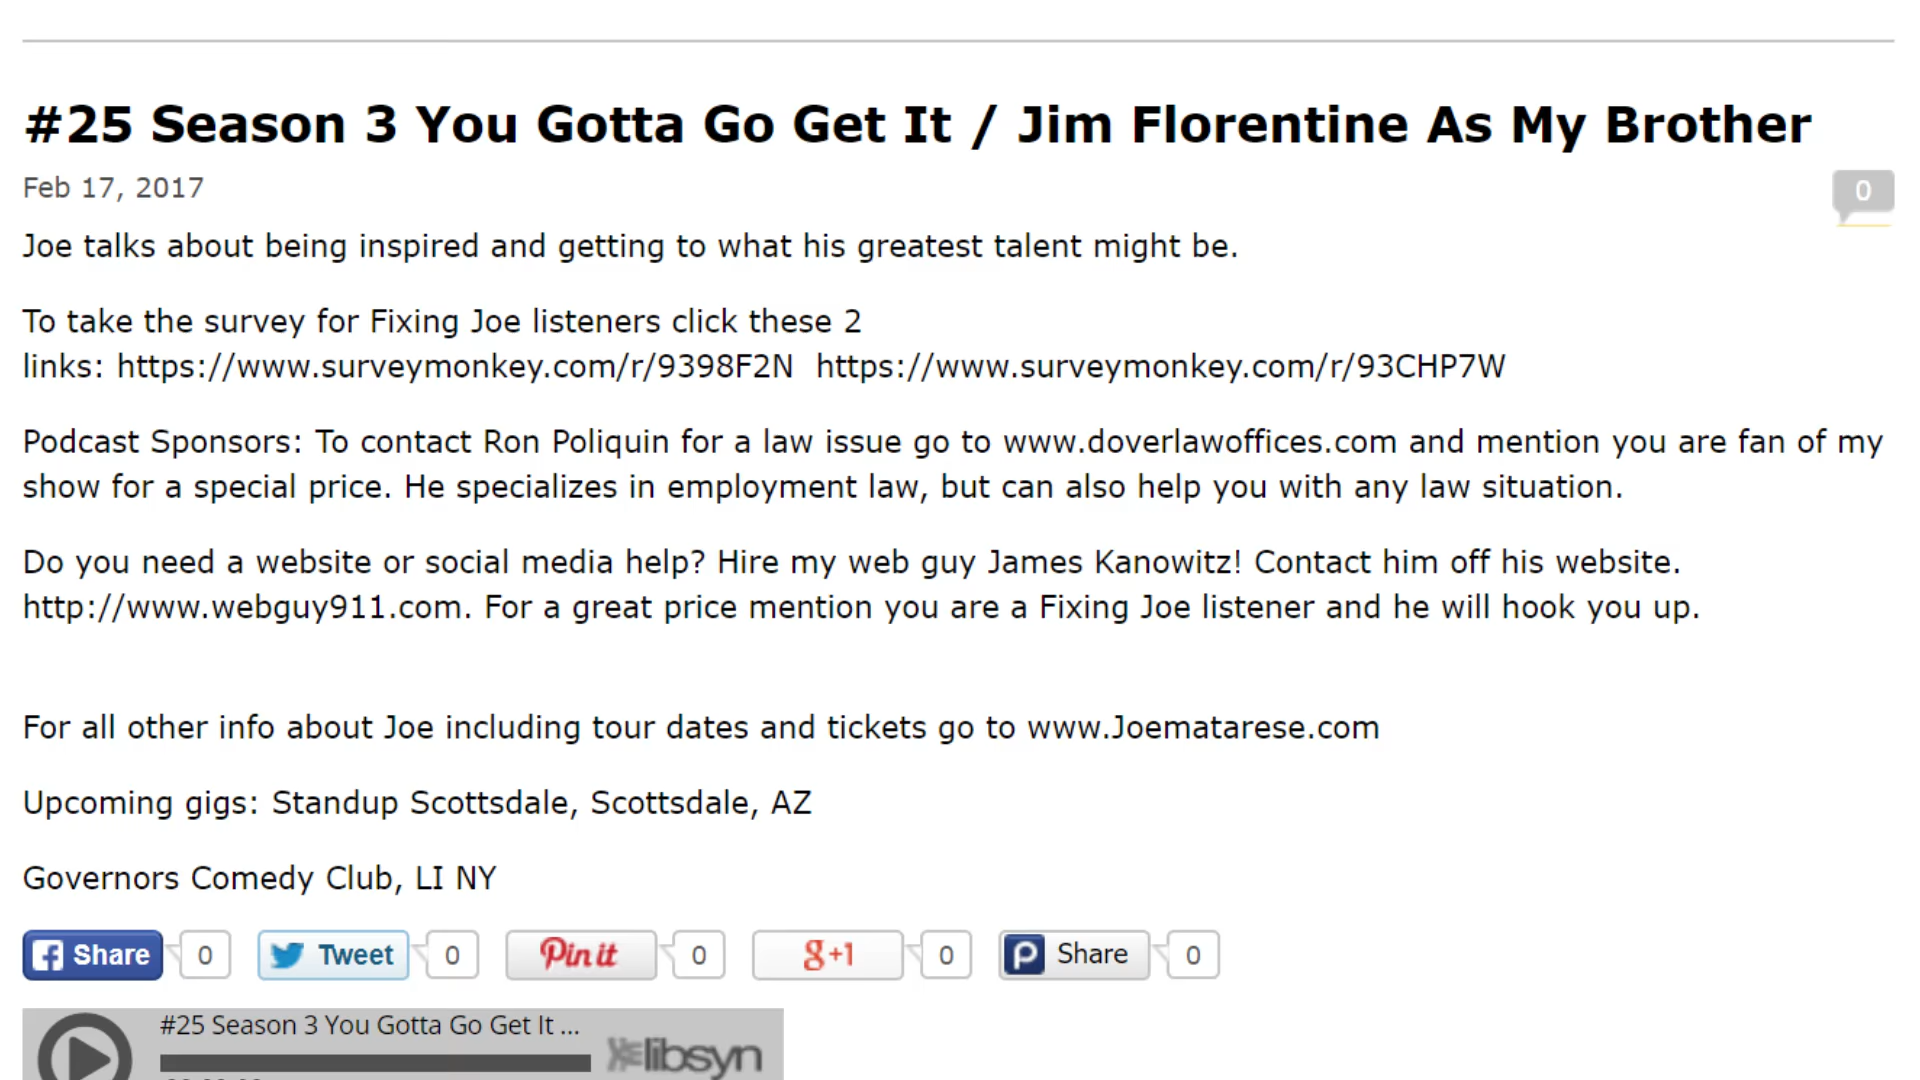 #25 Season 3 You Gotta Go Get It / Jim Florentine As My Brother
Feb 17, 2017
0
Joe talks about being inspired and getting to what his greatest talent might be.
To take the survey for Fixing Joe listeners click these 2
links: https://www.surveymonkey.com/r/9398F2N  https://www.surveymonkey.com/r/93CHP7W
Podcast Sponsors: To contact Ron Poliquin for a law issue go to www.doverlawoffices.com and mention you are fan of my
show for a special price. He specializes in employment law, but can also help you with any law situation.
Do you need a website or social media help? Hire my web guy James Kanowitz! Contact him off his website.
http://www.webguy911.com. For a great price mention you are a Fixing Joe listener and he will hook you up.
For all other info about Joe including tour dates and tickets go to www.Joematarese.com
Upcoming gigs: Standup Scottsdale, Scottsdale, AZ
Governors Comedy Club, LI NY
Share 0 Tweet 0 Pin it 0 g+1 0 Share 0
#25 Season 3 You Gotta Go Get It ...
libsyn